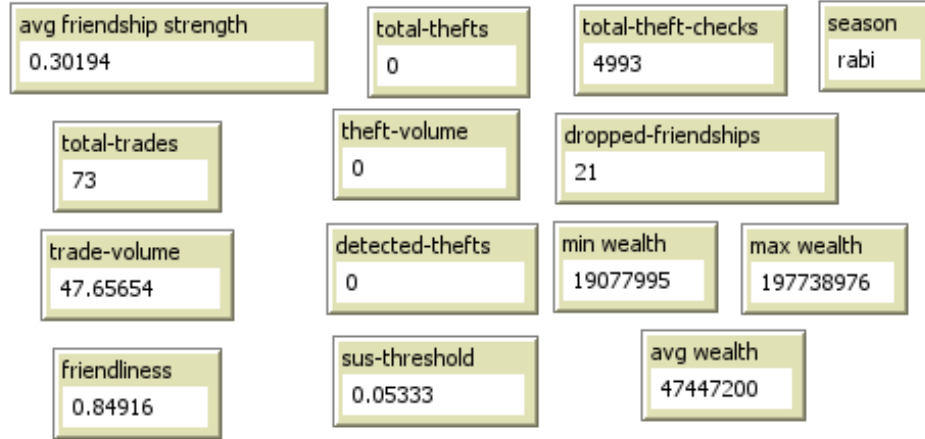 avg friendship strength
0.30194
total-thefts
0
total-theft-checks
4993
season
rabi
total-trades
73
theft-volume
0
dropped-friendships
21
trade-volume
47.65654
detected-thefts
0
min wealth
19077995
max wealth
197738976
friendliness
0.84916
sus-threshold
0.05333
avg wealth
47447200